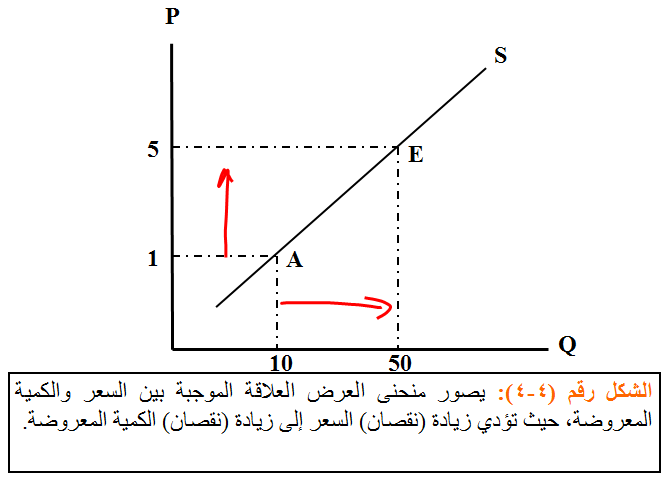 P
S
5
E
1
A
Q
10 50
الشكل رقم (٤-٤): يصور منحنى العرض العلاقة الموجبة بين السعر والكمية
المعروضة، حيث تؤدي زيادة (نقصان) السعر إلى زيادة (نقصان) الكمية المعروضة.